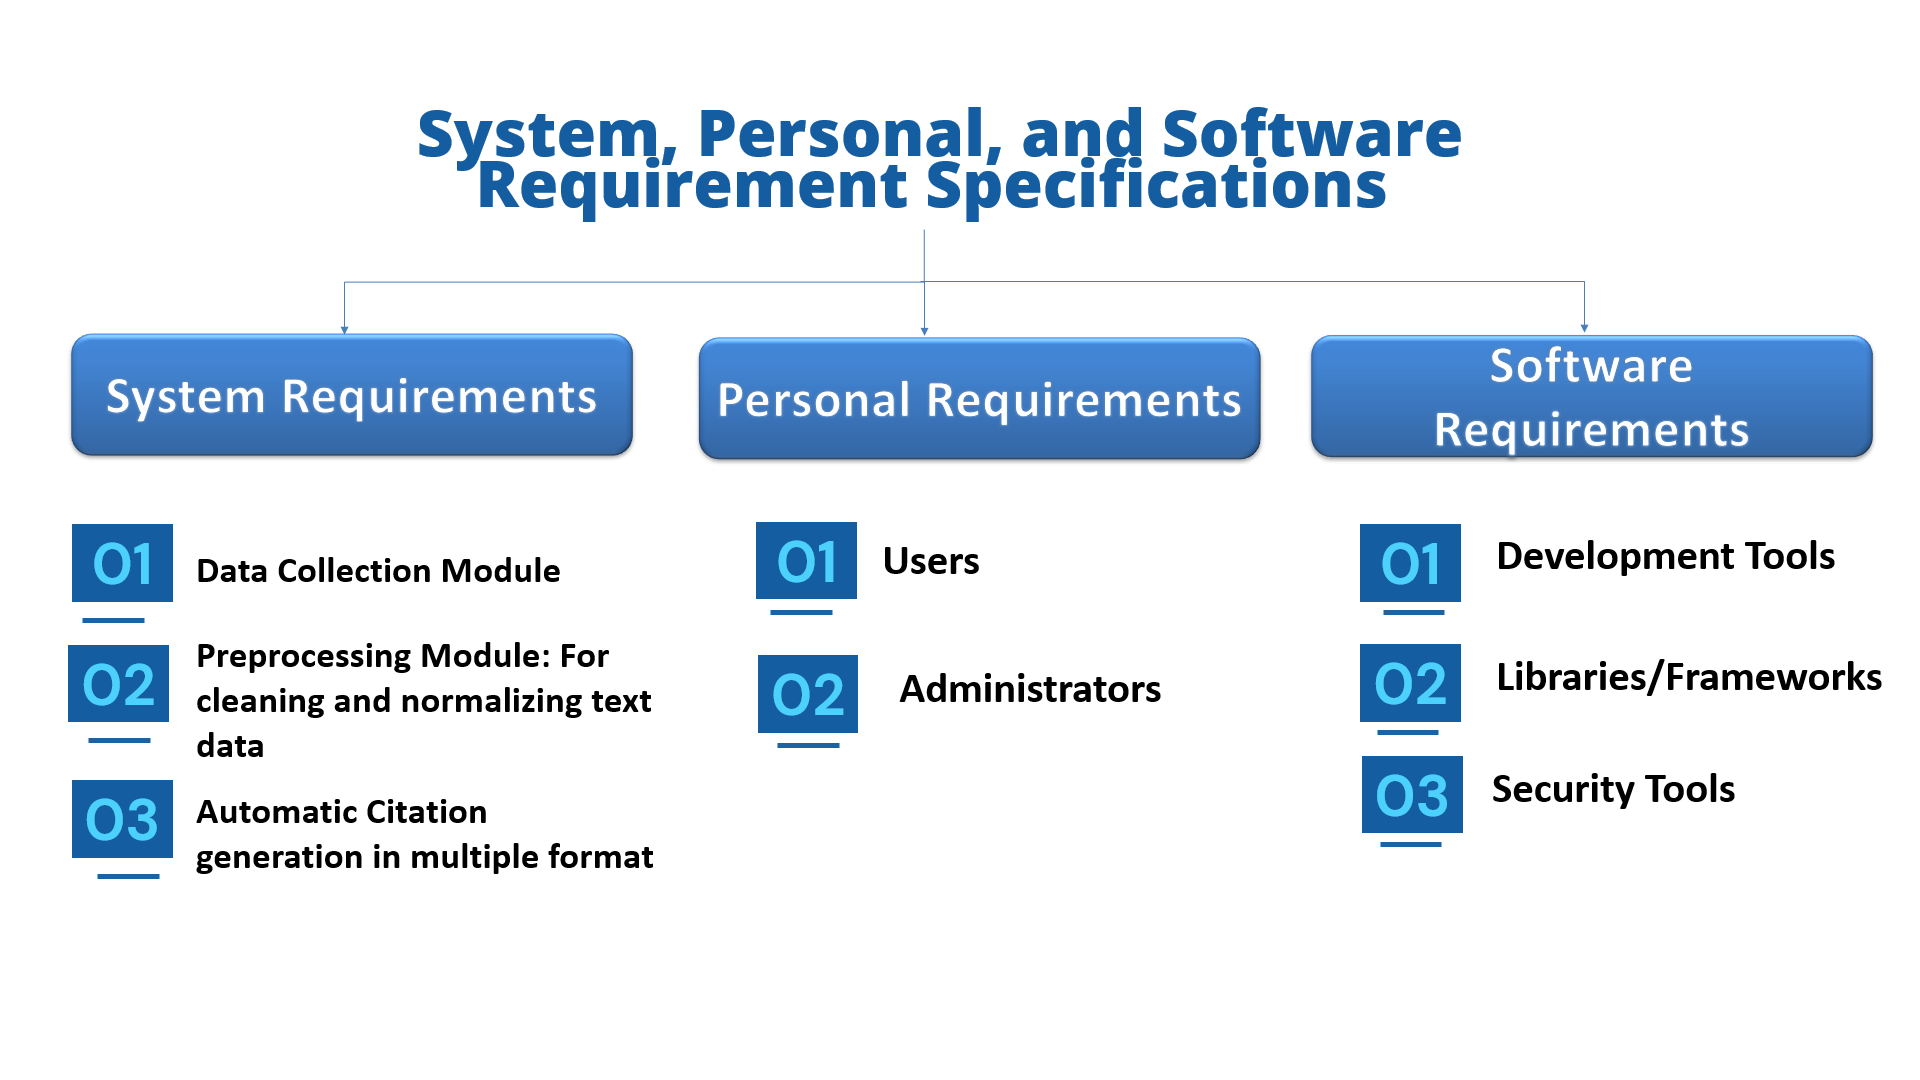 System, Personal, and Software
Requirement Specifications
System Requirements
Personal Requirements
Software
Requirements
01
Data Collection Module
02
Preprocessing Module: For
cleaning and normalizing text
data
03
Automatic Citation
generation in multiple format
01
Users
02
Administrators
01
Development Tools
02
Libraries/Frameworks
03
Security Tools